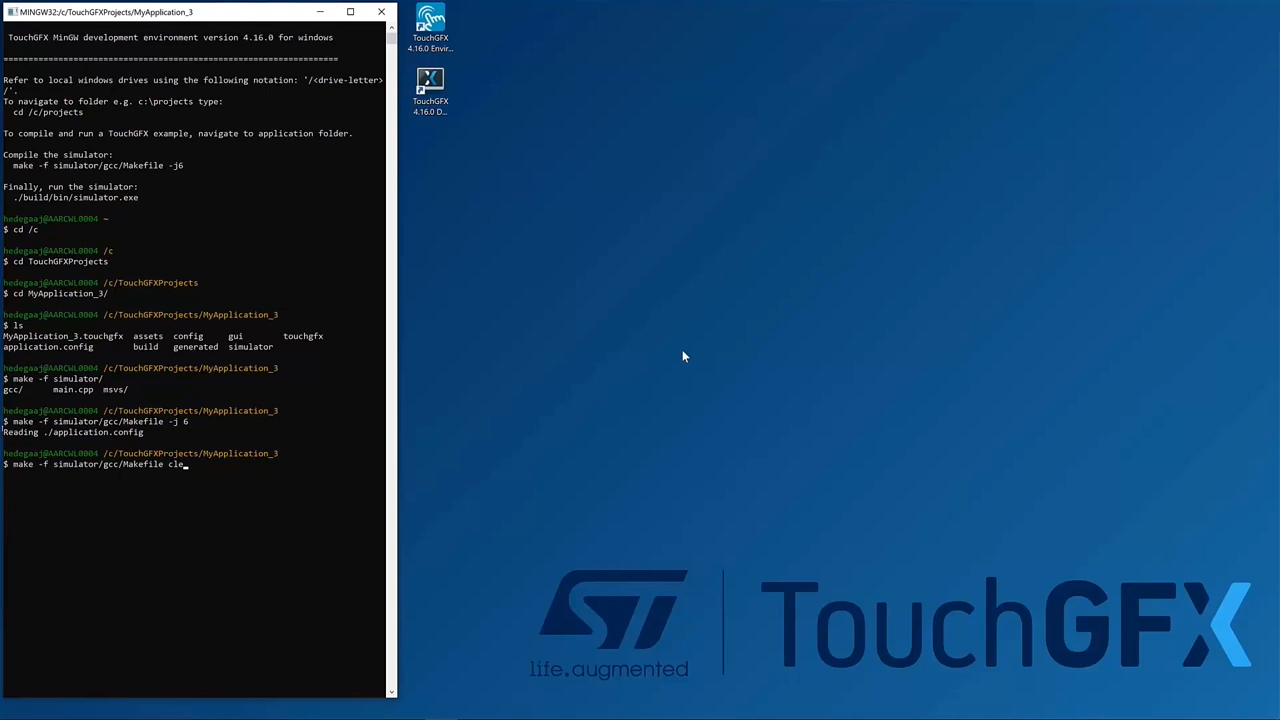 MINGW32:/c/TouchGFXProjects/MyApplication_3
TouchGFX MinGW development environment version 4.16.0 for windows
===================================================================
Refer to local windows drives using the following notation: '/<drive-letter>
/'.
To navigate to folder e.g. c:\projects type:
cd /c/projects
To compile and run a TouchGFX example, navigate to application folder.
Compile the simulator:
make -f simulator/gcc/Makefile -j6
Finally, run the simulator:
./build/bin/simulator.exe
hedegaaj@AARCWL0004 ~
$ cd /c
hedegaaj@AARCWL0004 /c
$ cd TouchGFXProjects
hedegaaj@AARCWL0004 /c/TouchGFXProjects
$ cd MyApplication_3/
hedegaaj@AARCWL0004 /c/TouchGFXProjects/MyApplication_3
$ ls
MyApplication_3.touchgfx assets config gui touchgfx
application.config build generated simulator
hedegaaj@AARCWL0004 /c/TouchGFXProjects/MyApplication_3
$ make -f simulator/
gcc/ main.cpp msvs/
hedegaaj@AARCWL0004 /c/TouchGFXProjects/MyApplication_3
$ make -f simulator/gcc/Makefile -j 6
Reading ./application.config
hedegaaj@AARCWL0004 /c/TouchGFXProjects/MyApplication_3
$ make -f simulator/gcc/Makefile cle
TouchGFX
4.16.0 Envir...
TouchGFX
4.16.0 D...
ST
life.augmented
TouchGFX